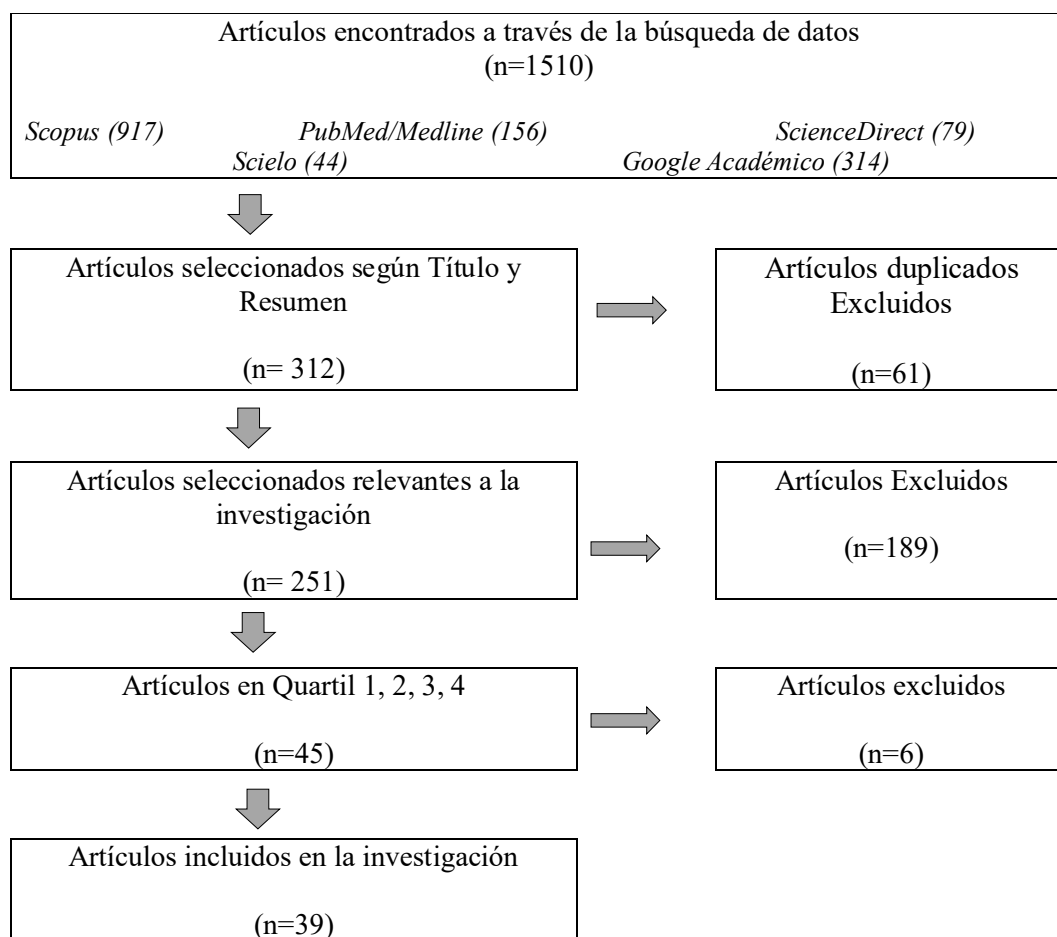 Artículos encontrados a través de la búsqueda de datos
(n=1510)
Scopus (917) PubMed/Medline (156) ScienceDirect (79)
Scielo (44) Google Académico (314)
Artículos seleccionados según Título y
Resumen
(n= 312)
Artículos duplicados
Excluidos
(n=61)
Artículos seleccionados relevantes a la
investigación
(n= 251)
Artículos Excluidos
(n=189)
Artículos en Quartil 1, 2, 3, 4
(n=45)
Artículos excluidos
(n=6)
Artículos incluidos en la investigación
(n=39)